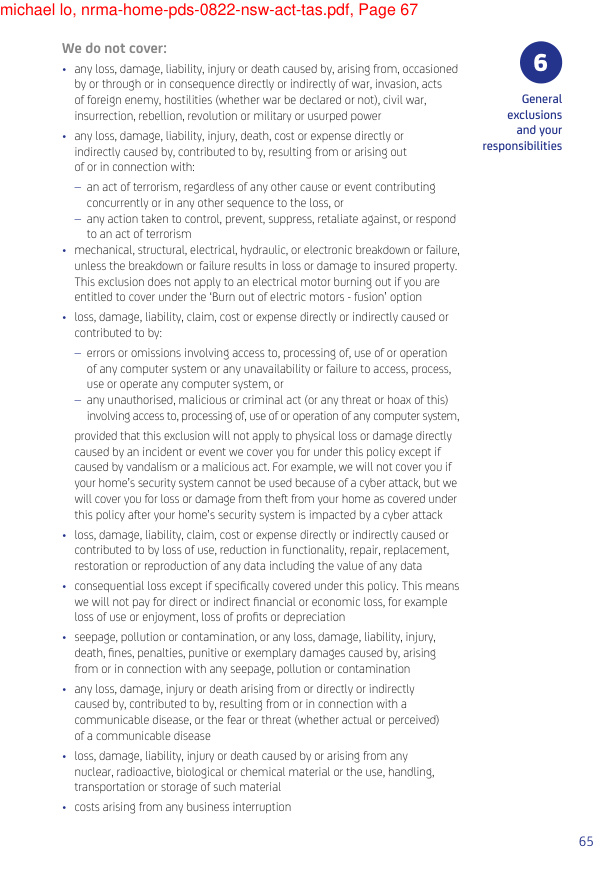 michael lo, nrma-home-pds-0822-nsw-act-tas.pdf, Page 67
We do not cover:
• any loss, damage, liability, injury or death caused by, arising from, occasioned
by or through or in consequence directly or indirectly of war, invasion, acts
of foreign enemy, hostilities (whether war be declared or not), civil war,
insurrection, rebellion, revolution or military or usurped power
• any loss, damage, liability, injury, death, cost or expense directly or
indirectly caused by, contributed to by, resulting from or arising out
of or in connection with:
– an act of terrorism, regardless of any other cause or event contributing
concurrently or in any other sequence to the loss, or
– any action taken to control, prevent, suppress, retaliate against, or respond
to an act of terrorism
• mechanical, structural, electrical, hydraulic, or electronic breakdown or failure,
unless the breakdown or failure results in loss or damage to insured property.
This exclusion does not apply to an electrical motor burning out if you are
entitled to cover under the ‘Burn out of electric motors - fusion’ option
• loss, damage, liability, claim, cost or expense directly or indirectly caused or
contributed to by:
– errors or omissions involving access to, processing of, use of or operation
of any computer system or any unavailability or failure to access, process,
use or operate any computer system, or
– any unauthorised, malicious or criminal act (or any threat or hoax of this)
involving access to, processing of, use of or operation of any computer system,
provided that this exclusion will not apply to physical loss or damage directly
caused by an incident or event we cover you for under this policy except if
caused by vandalism or a malicious act. For example, we will not cover you if
your home’s security system cannot be used because of a cyber attack, but we
will cover you for loss or damage from theft from your home as covered under
this policy after your home’s security system is impacted by a cyber attack
• loss, damage, liability, claim, cost or expense directly or indirectly caused or
contributed to by loss of use, reduction in functionality, repair, replacement,
restoration or reproduction of any data including the value of any data
• consequential loss except if specifically covered under this policy. This means
we will not pay for direct or indirect financial or economic loss, for example
loss of use or enjoyment, loss of profits or depreciation
• seepage, pollution or contamination, or any loss, damage, liability, injury,
death, fines, penalties, punitive or exemplary damages caused by, arising
from or in connection with any seepage, pollution or contamination
• any loss, damage, injury or death arising from or directly or indirectly
caused by, contributed to by, resulting from or in connection with a
communicable disease, or the fear or threat (whether actual or perceived)
of a communicable disease
• loss, damage, liability, injury or death caused by or arising from any
nuclear, radioactive, biological or chemical material or the use, handling,
transportation or storage of such material
• costs arising from any business interruption
6
General
exclusions
and your
responsibilities
65